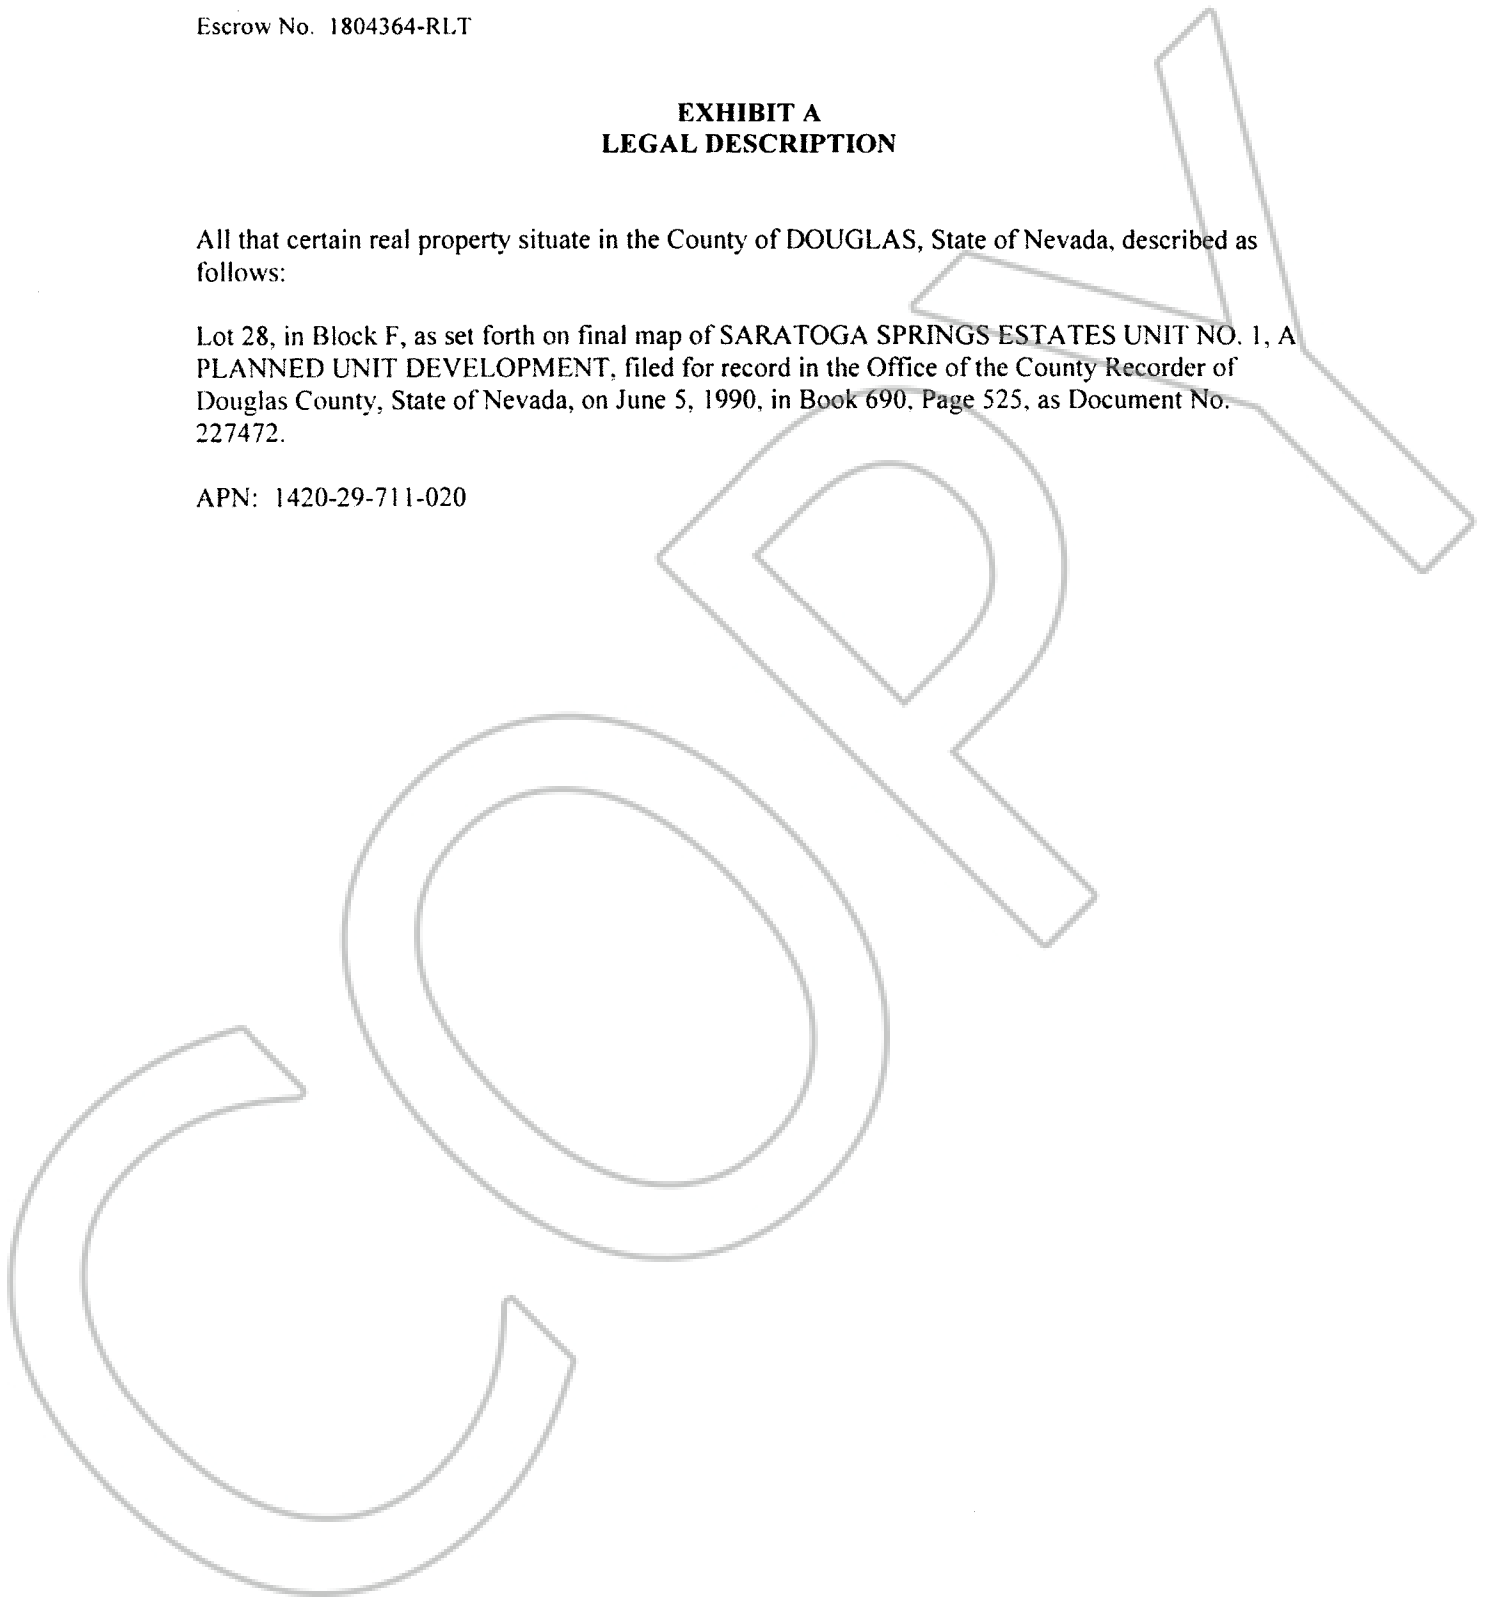 Escrow No. 1804364-RLT
EXHIBIT A
LEGAL DESCRIPTION
All that certain real property situate in the County of DOUGLAS, State of Nevada, described as
follows:
Lot 28, in Block F, as set forth on final map of SARATOGA SPRINGS ESTATES UNIT NO. 1, A
PLANNED UNIT DEVELOPMENT, filed for record in the Office of the County Recorder of
Douglas County, State of Nevada, on June 5, 1990, in Book 690, Page 525, as Document No.
227472.
APN: 1420-29-711-020
COPY